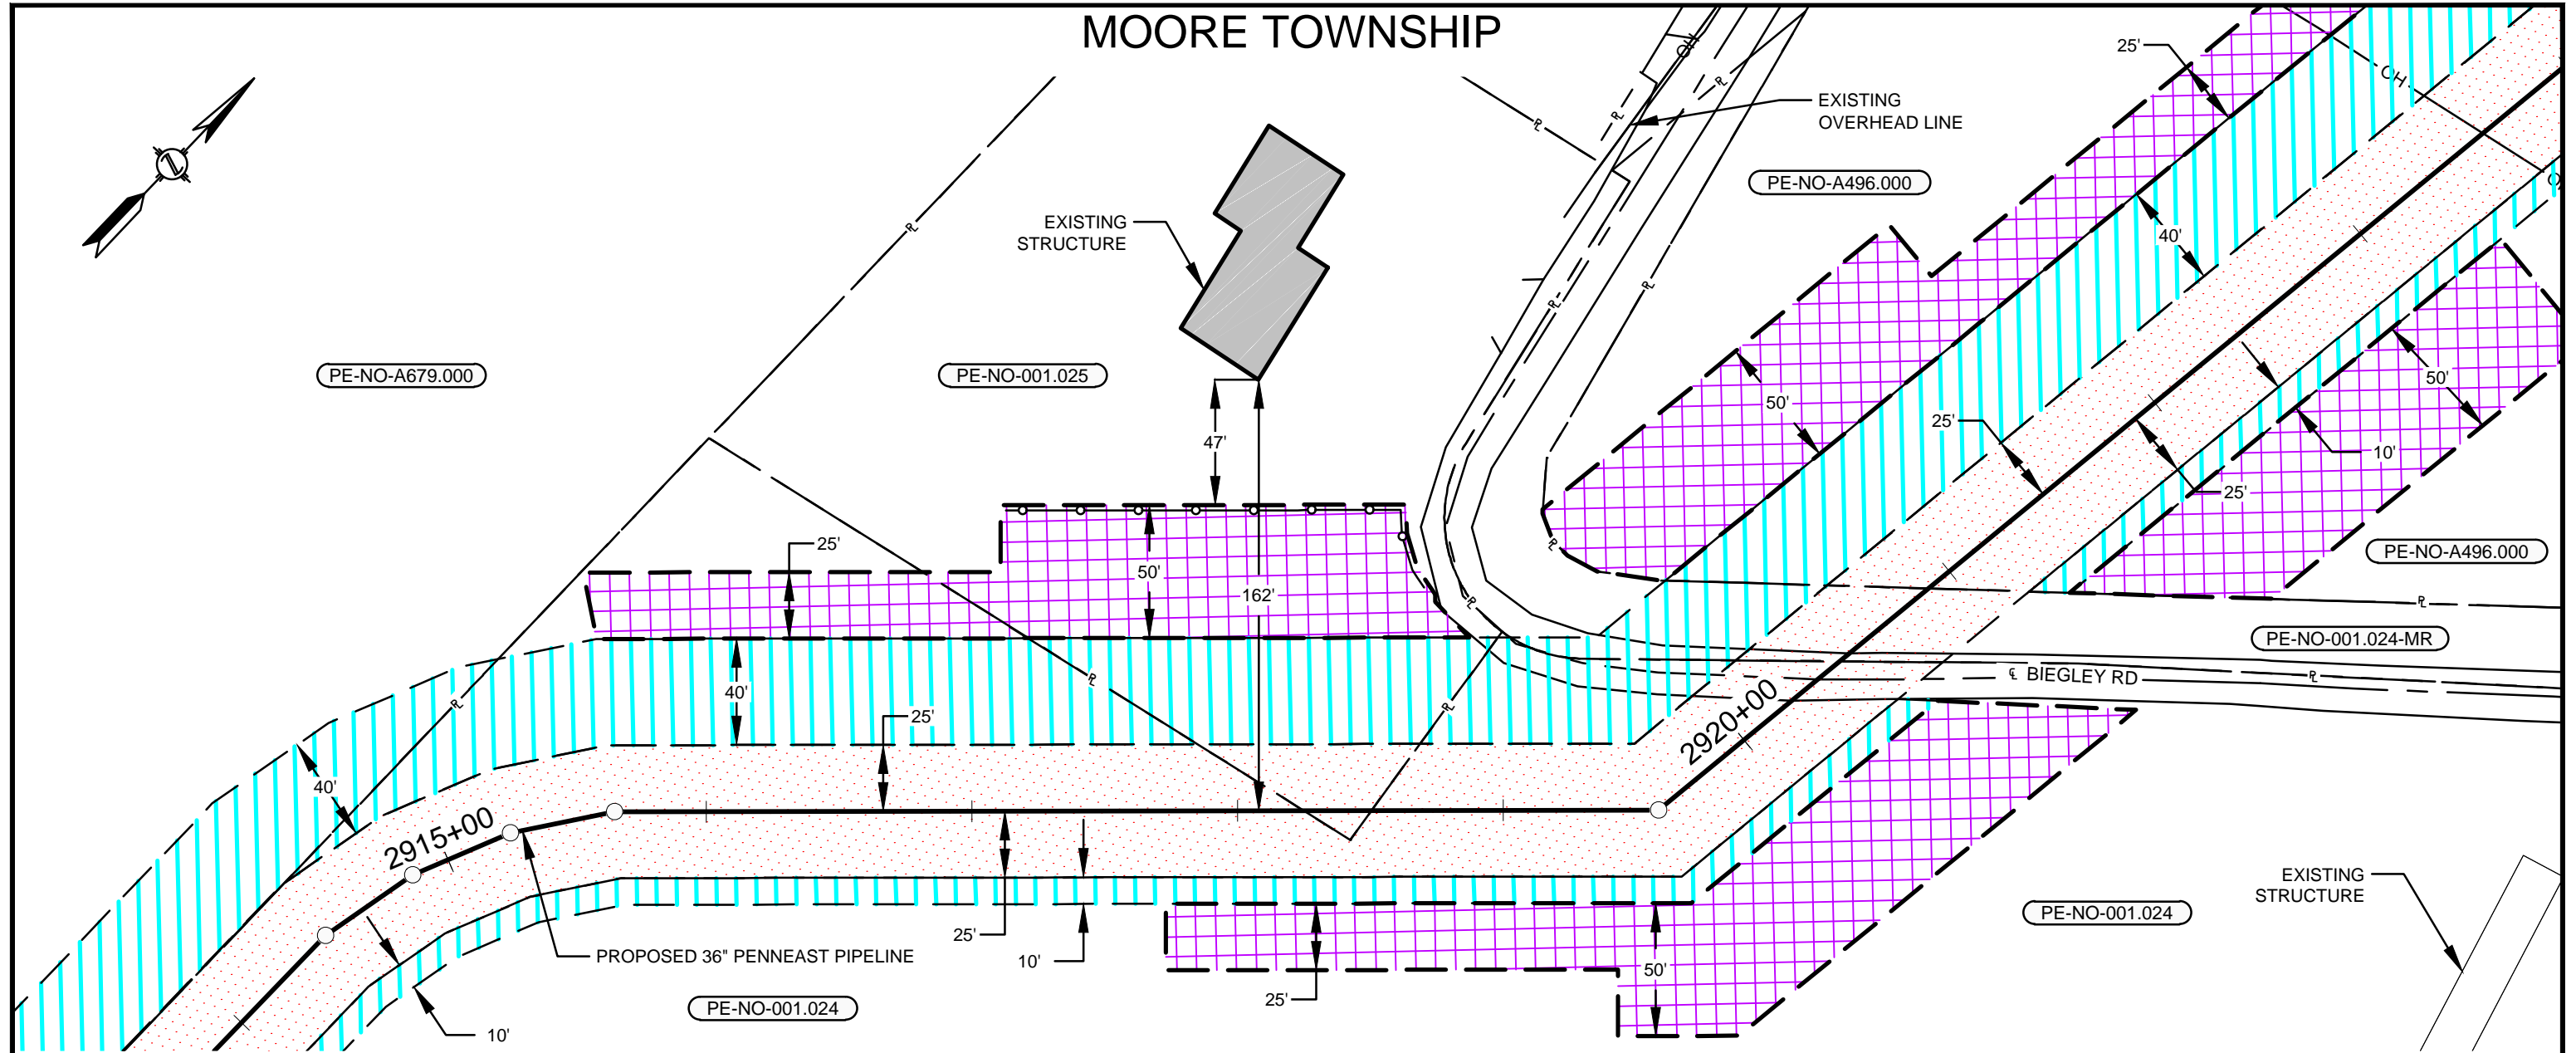 MOORE TOWNSHIP
25'
OH
OH
EXISTING
OVERHEAD LINE
PE-NO-A496.000
EXISTING
STRUCTURE
40'
PE-NO-A679.000
PE-NO-001.025
50'
50'
47'
25'
10'
25'
25'
50'
162'
PE-NO-A496.000
PE-NO-001.024-MR
℄ BIEGLEY RD
40'
25'
2920+00
40'
2915+00
EXISTING
STRUCTURE
PE-NO-001.024
PROPOSED 36" PENNEAST PIPELINE
25'
10'
50'
25'
PE-NO-001.024
10'